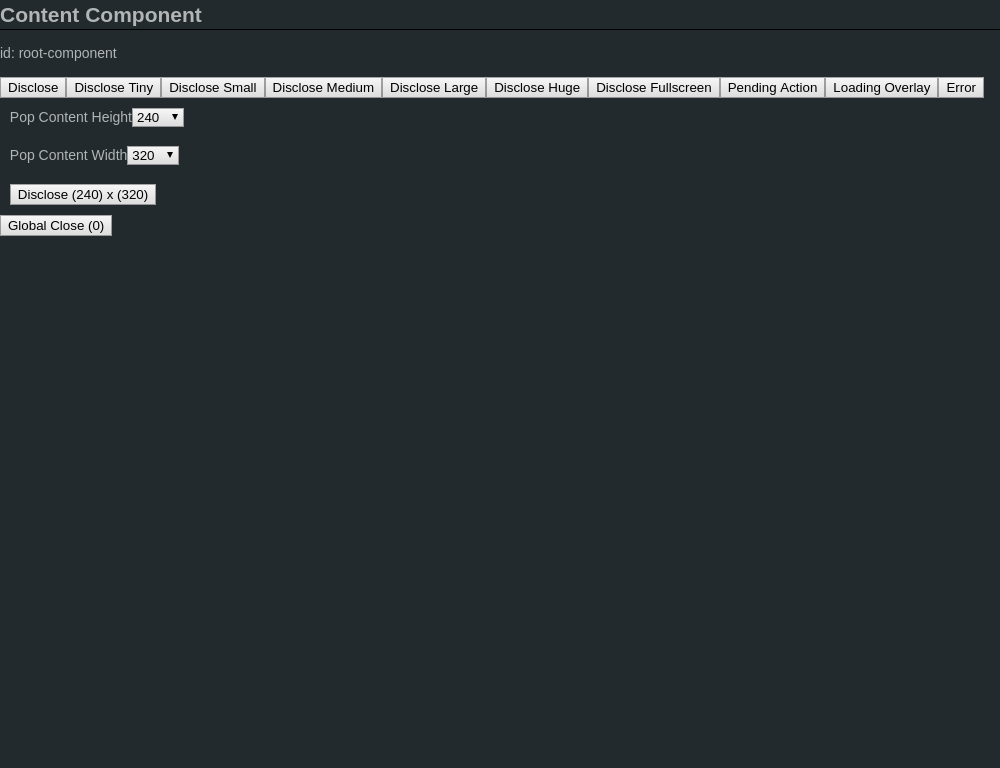 Content Component
id: root-component
Disclose Disclose Tiny Disclose Small Disclose Medium Disclose Large Disclose Huge Disclose Fullscreen Pending Action Loading Overlay Error
Pop Content Height 240
Pop Content Width 320
Disclose (240) x (320)
Global Close (0)